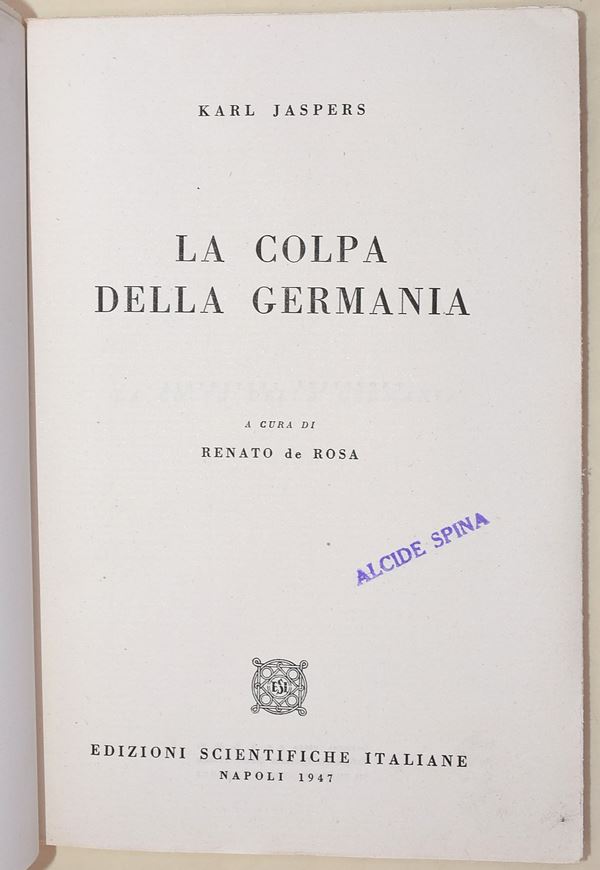 KARL JASPERS
LA COLPA
DELLA GERMANIA
A CURA DI
RENATO de ROSA
ALCIDE SPINA
ESI
EDIZIONI SCIENTIFICHE ITALIANE
NAPOLI 1947